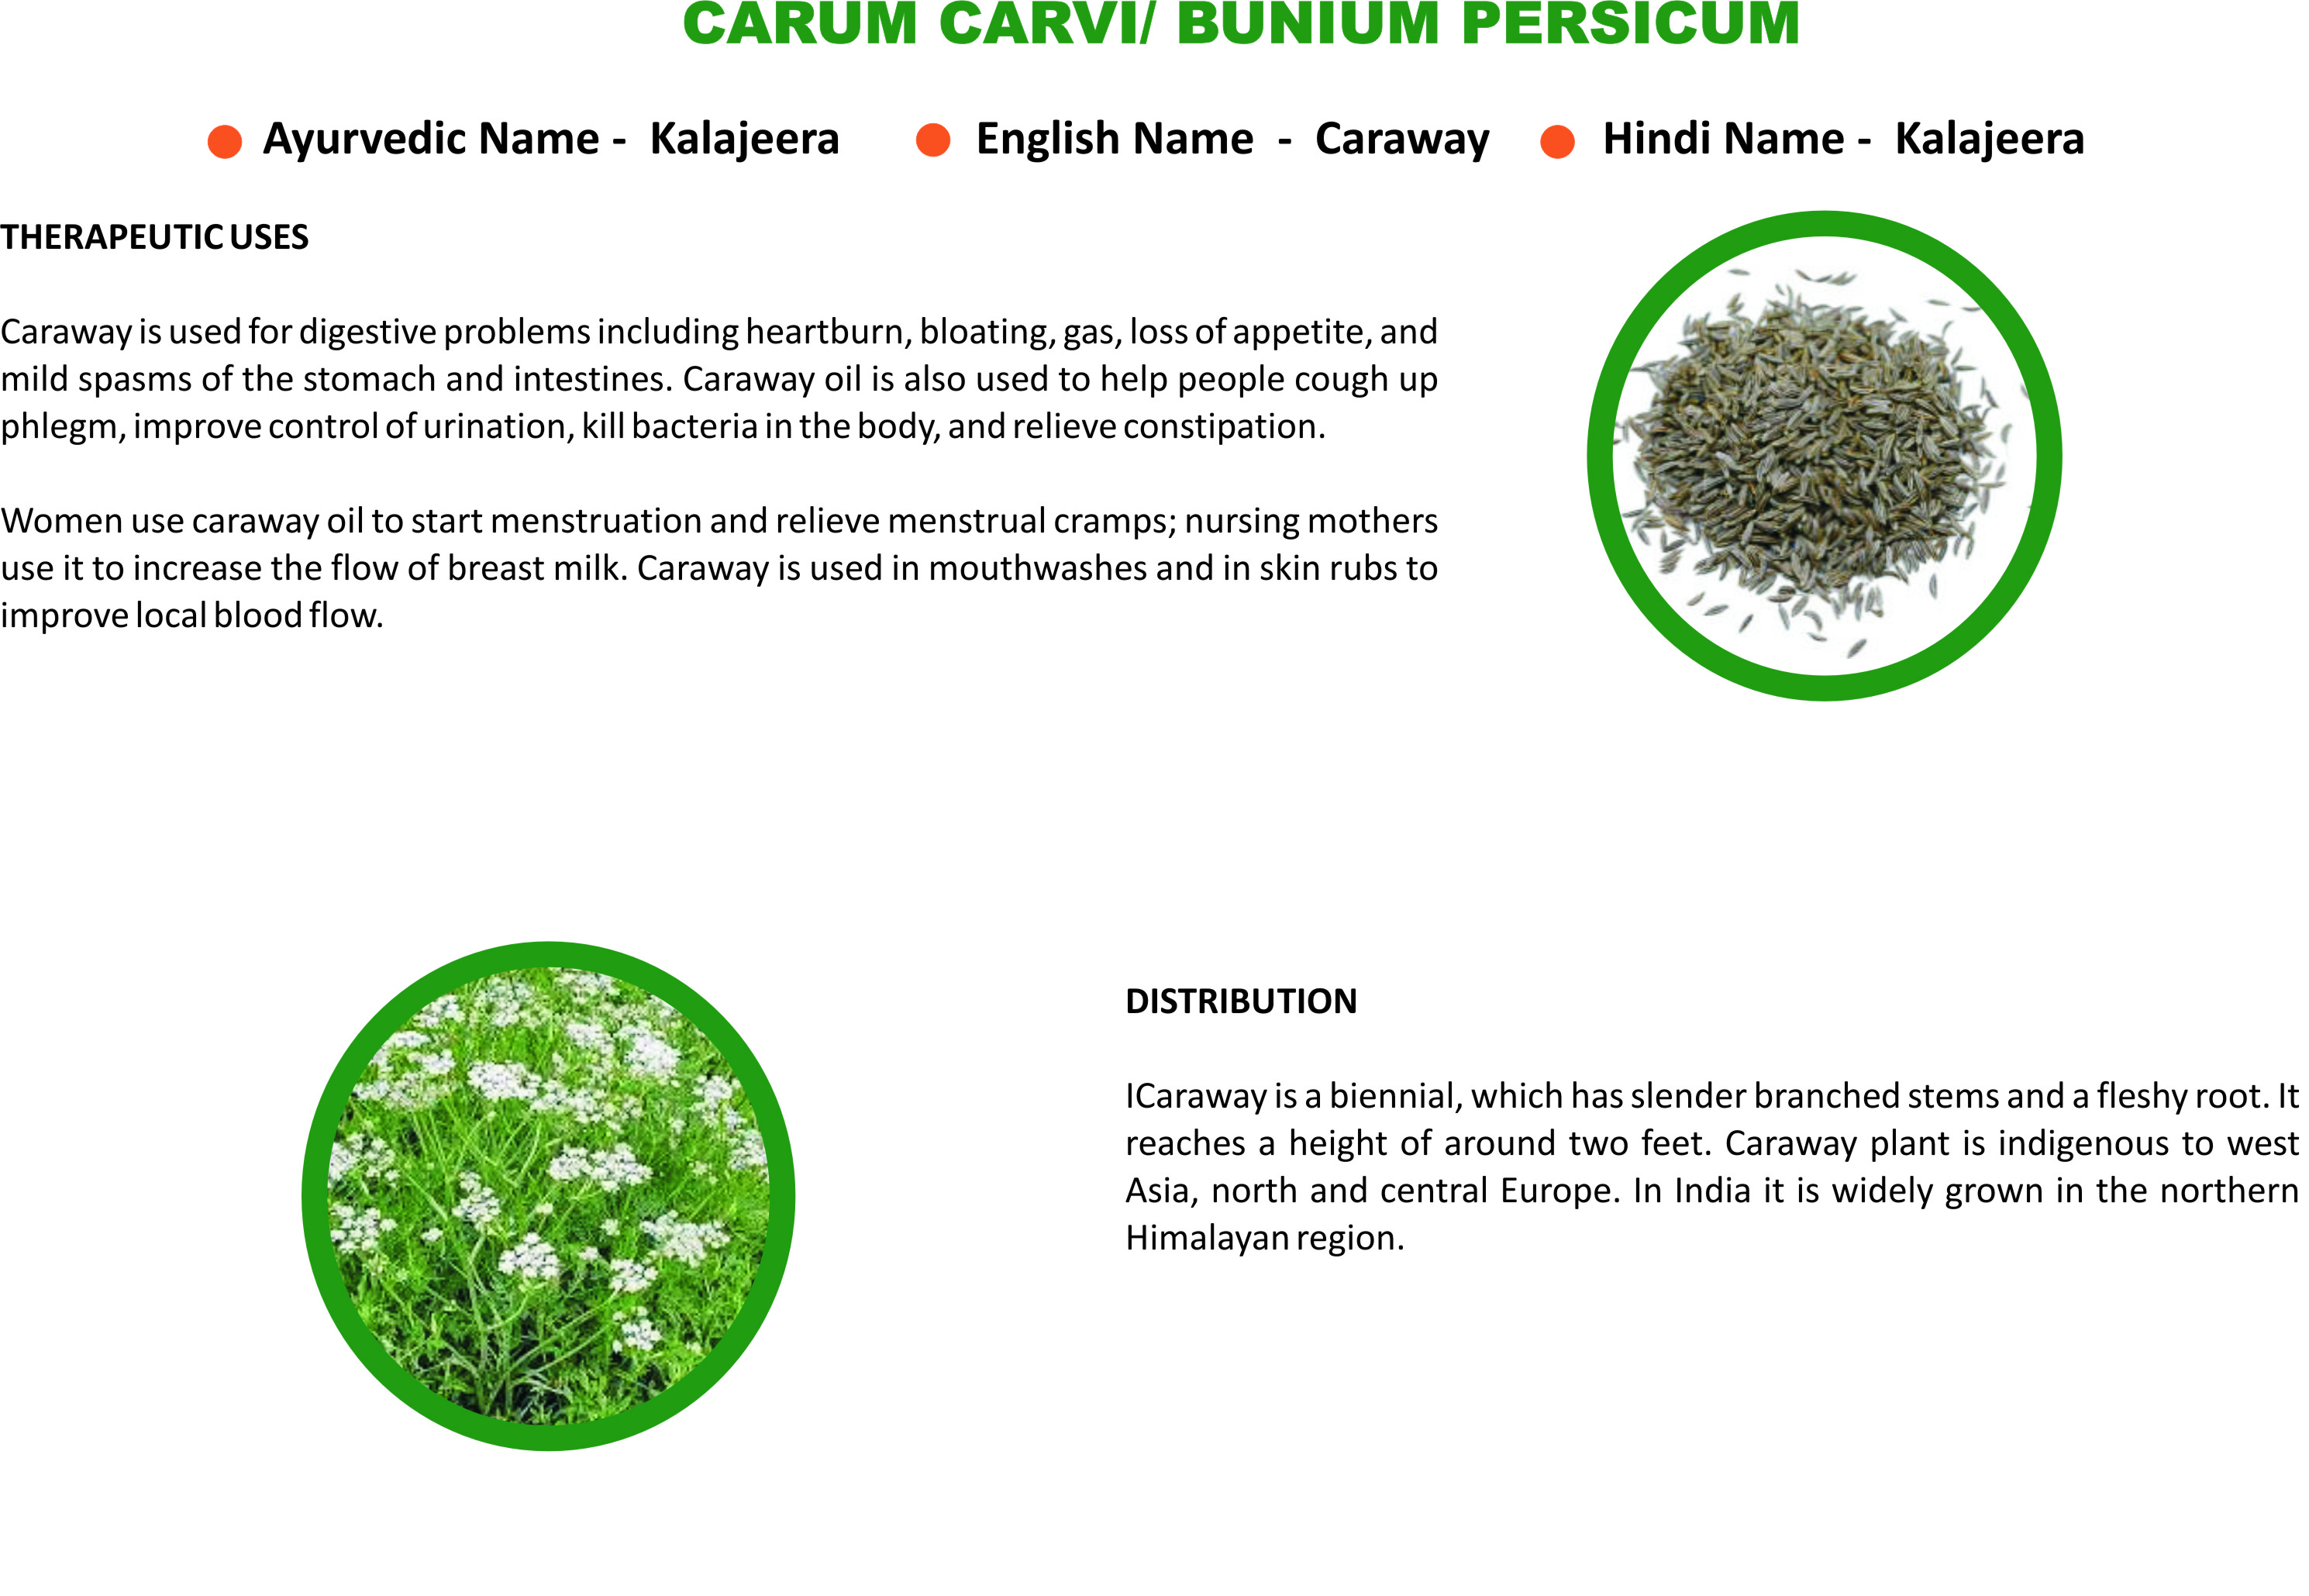 CARUM CARVI/ BUNIUM PERSICUM
Ayurvedic Name - Kalajeera
English Name - Caraway
Hindi Name - Kalajeera
THERAPEUTIC USES
Caraway is used for digestive problems including heartburn, bloating, gas, loss of appetite, and
mild spasms of the stomach and intestines. Caraway oil is also used to help people cough up
phlegm, improve control of urination, kill bacteria in the body, and relieve constipation.
Women use caraway oil to start menstruation and relieve menstrual cramps; nursing mothers
use it to increase the flow of breast milk. Caraway is used in mouthwashes and in skin rubs to
improve local blood flow.
DISTRIBUTION
ICaraway is a biennial, which has slender branched stems and a fleshy root. It
reaches a height of around two feet. Caraway plant is indigenous to west
Asia, north and central Europe. In India it is widely grown in the northern
Himalayan region.